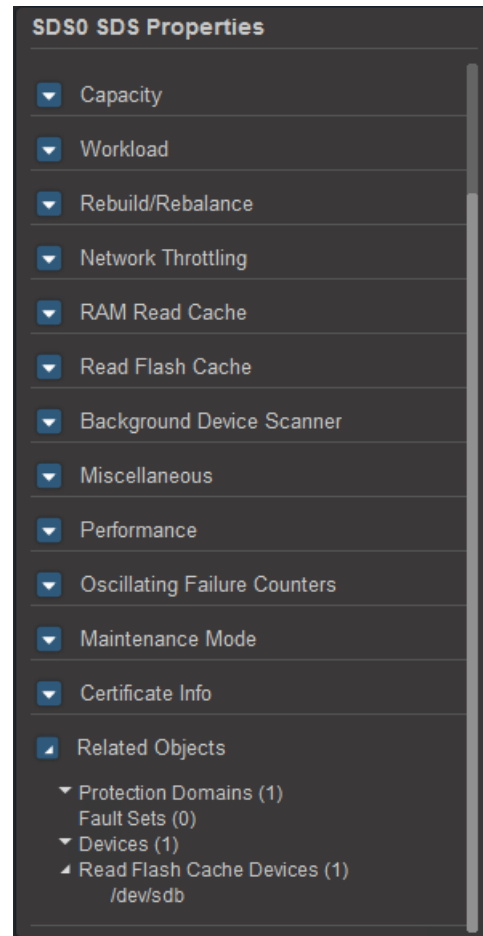 SDS0 SDS Properties
Capacity
Workload
Rebuild/Rebalance
Network Throttling
RAM Read Cache
Read Flash Cache
Background Device Scanner
Miscellaneous
Performance
Oscillating Failure Counters
Maintenance Mode
Certificate Info
Related Objects
Protection Domains (1)
Fault Sets (0)
Devices (1)
Read Flash Cache Devices (1)
/dev/sdb